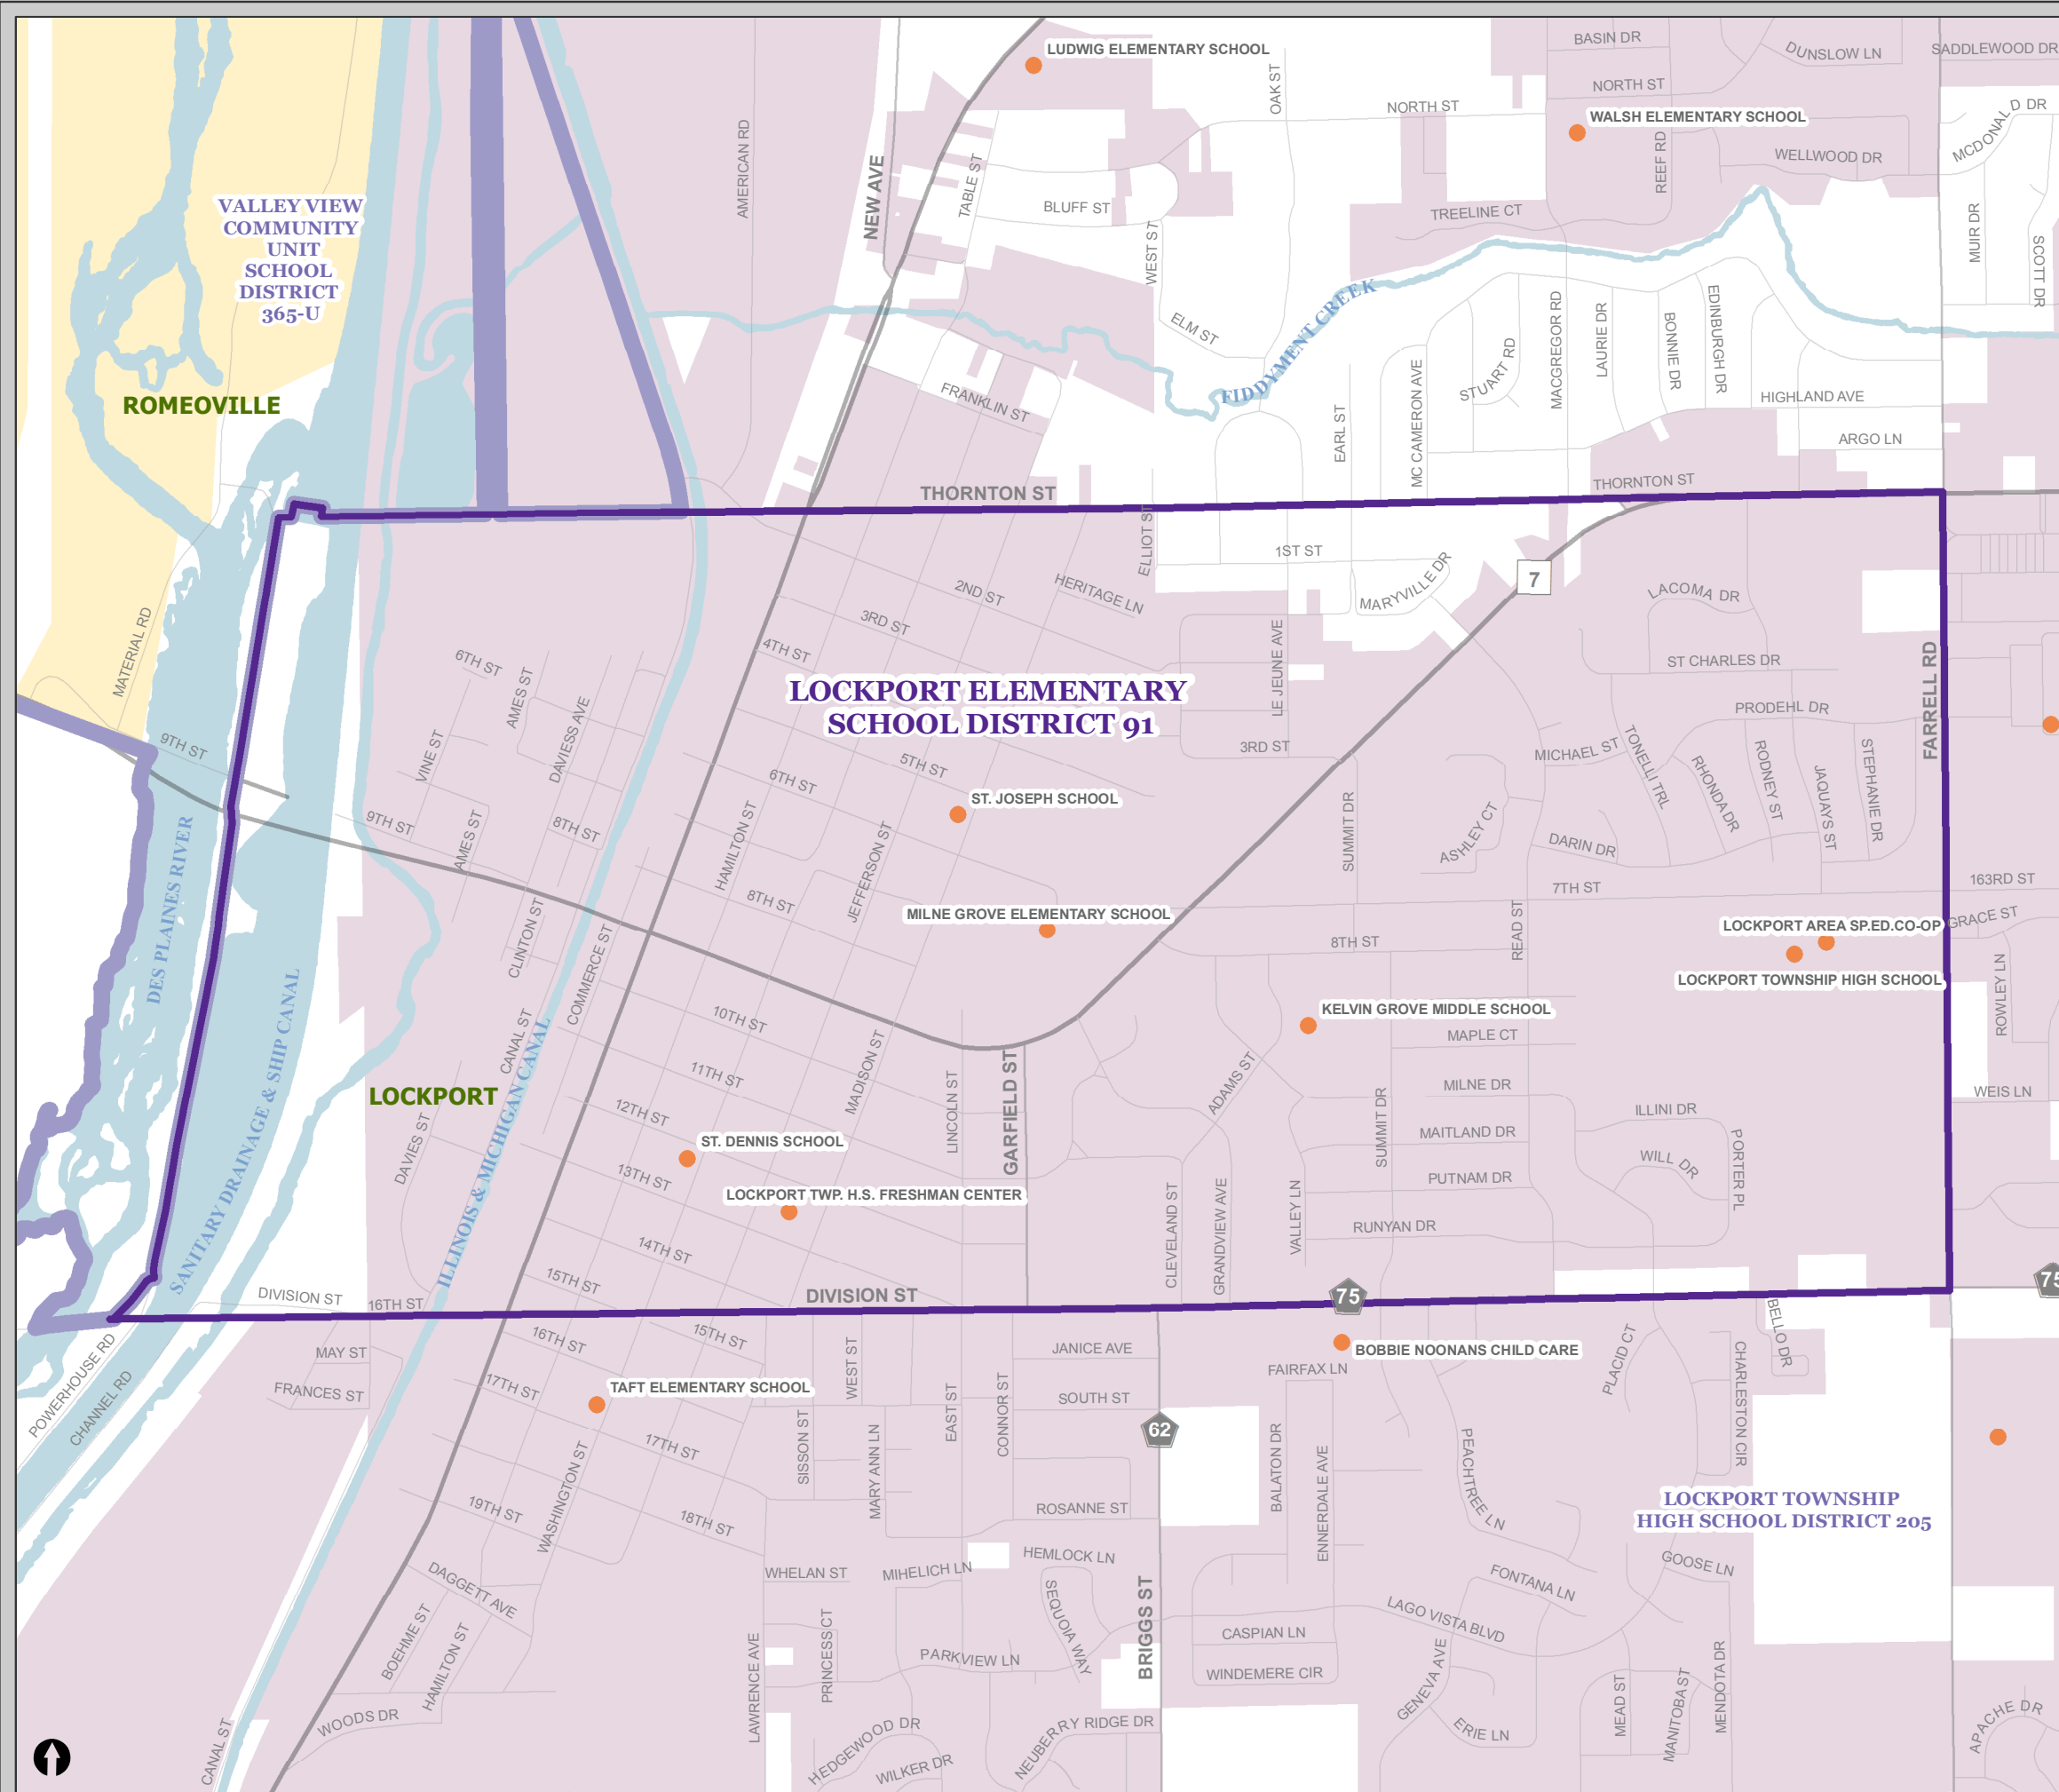 LUDWIG ELEMENTARY SCHOOL
BASIN DR
DUNSLOW LN
SADDLEWOOD DR
OAK ST
NORTH ST
NORTH ST
WALSH ELEMENTARY SCHOOL
MCDONALD DR
AMERICAN RD
NEW AVE
TABLE ST
REEF RD
WELLWOOD DR
VALLEY VIEW
COMMUNITY
UNIT
SCHOOL
DISTRICT
365-U
BLUFF ST
WEST ST
TREELINE CT
MUIR DR
SCOTT DR
ELM ST
FIDDYMENT CREEK
ROMEOVILLE
FRANKLIN ST
EARL ST
MC CAMERON AVE
STUART RD
MACGREGOR RD
LAURIE DR
BONNIE DR
EDINBURGH DR
HIGHLAND AVE
ARGO LN
THORNTON ST
THORNTON ST
ELLIOT ST
1ST ST
MARYVILLE DR
7
2ND ST
HERITAGE LN
3RD ST
4TH ST
LACOMA DR
MATERIAL RD
6TH ST
AMES ST
DAVIESS AVE
LE JEUNE AVE
ST CHARLES DR
FARRELL RD
LOCKPORT ELEMENTARY
SCHOOL DISTRICT 91
PRODEHL DR
9TH ST
VINE ST
3RD ST
MICHAEL ST
TONELLI TRL
RHONDA DR
RODNEY ST
JAQUAYS ST
STEPHANIE DR
5TH ST
6TH ST
ST. JOSEPH SCHOOL
9TH ST
AMES ST
8TH ST
HAMILTON ST
JEFFERSON ST
SUMMIT DR
ASHLEY CT
DARIN DR
DES PLAINES RIVER
8TH ST
7TH ST
163RD ST
MILNE GROVE ELEMENTARY SCHOOL
CLINTON ST
COMMERCE ST
8TH ST
READ ST
LOCKPORT AREA SP.ED.CO-OP
GRACE ST
LOCKPORT TOWNSHIP HIGH SCHOOL
ROWLEY LN
SANITARY DRAINAGE & SHIP CANAL
KELVIN GROVE MIDDLE SCHOOL
10TH ST
CANAL ST
MADISON ST
MAPLE CT
11TH ST
LINCOLN ST
GARFIELD ST
ADAMS ST
SUMMIT DR
MILNE DR
WEIS LN
LOCKPORT
DAVIES ST
ILLINOIS & MICHIGAN CANAL
12TH ST
ILLINI DR
MAITLAND DR
PORTER PL
ST. DENNIS SCHOOL
13TH ST
WILL DR
PUTNAM DR
LOCKPORT TWP. H.S. FRESHMAN CENTER
CLEVELAND ST
GRANDVIEW AVE
VALLEY LN
RUNYAN DR
14TH ST
15TH ST
DIVISION ST
16TH ST
DIVISION ST
75
75
POWERHOUSE RD
CHANNEL RD
MAY ST
FRANCES ST
16TH ST
15TH ST
WEST ST
JANICE AVE
BOBBIE NOONANS CHILD CARE
FAIRFAX LN
PLACID CT
CHARLESTON CIR
BELLO DR
17TH ST
TAFT ELEMENTARY SCHOOL
EAST ST
CONNOR ST
SOUTH ST
62
SISSON ST
MARY ANN LN
17TH ST
BALATON DR
ENNERDALE AVE
PEACHTREE LN
19TH ST
WASHINGTON ST
18TH ST
ROSANNE ST
LOCKPORT TOWNSHIP
HIGH SCHOOL DISTRICT 205
WHELAN ST
MIHELICH LN
HEMLOCK LN
GOOSE LN
DAGGETT AVE
SEQUOIA WAY
BRIGGS ST
FONTANA LN
LAGO VISTA BLVD
BOEHME ST
HAMILTON ST
LAWRENCE AVE
PRINCESS CT
PARKVIEW LN
CASPIAN LN
WINDEMERE CIR
GENEVA AVE
MEAD ST
MANITOBA ST
MENDOTA DR
WOODS DR
CANAL ST
HEDGEWOOD DR
WILKER DR
NEUBERRY RIDGE DR
ERIE LN
APACHE DR